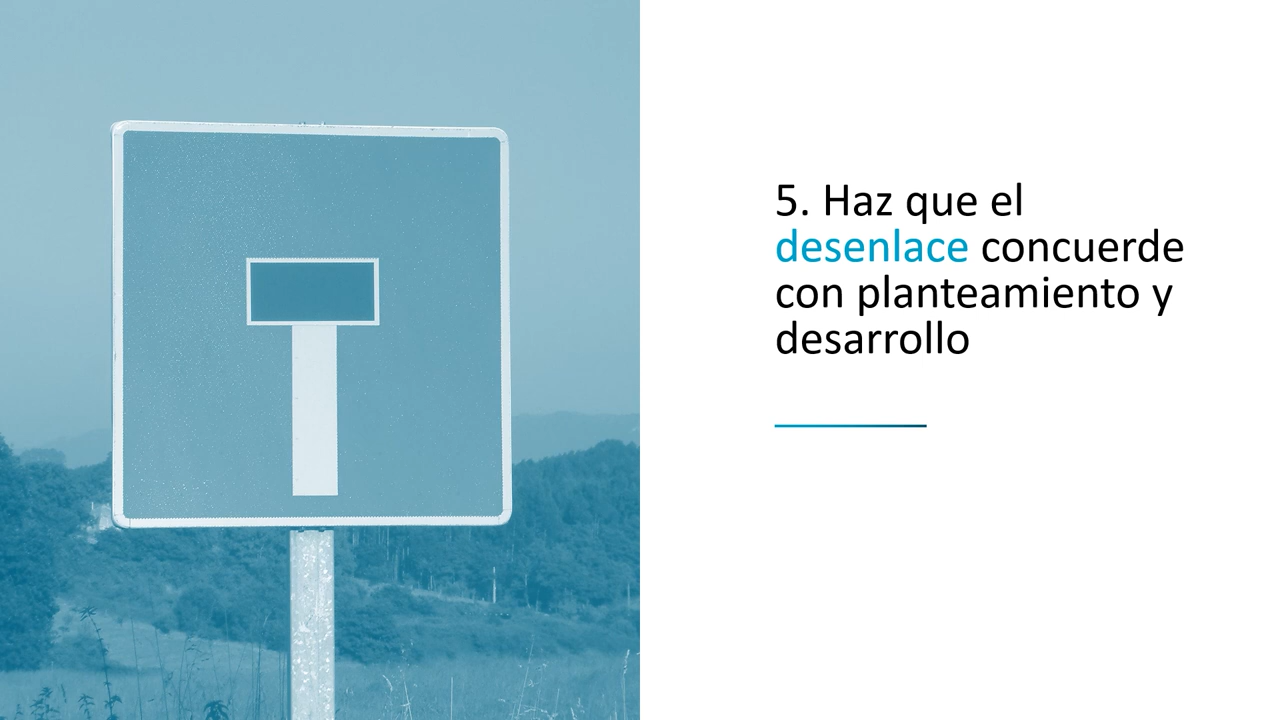 5. Haz que el
desenlace concuerde
con planteamiento y
desarrollo